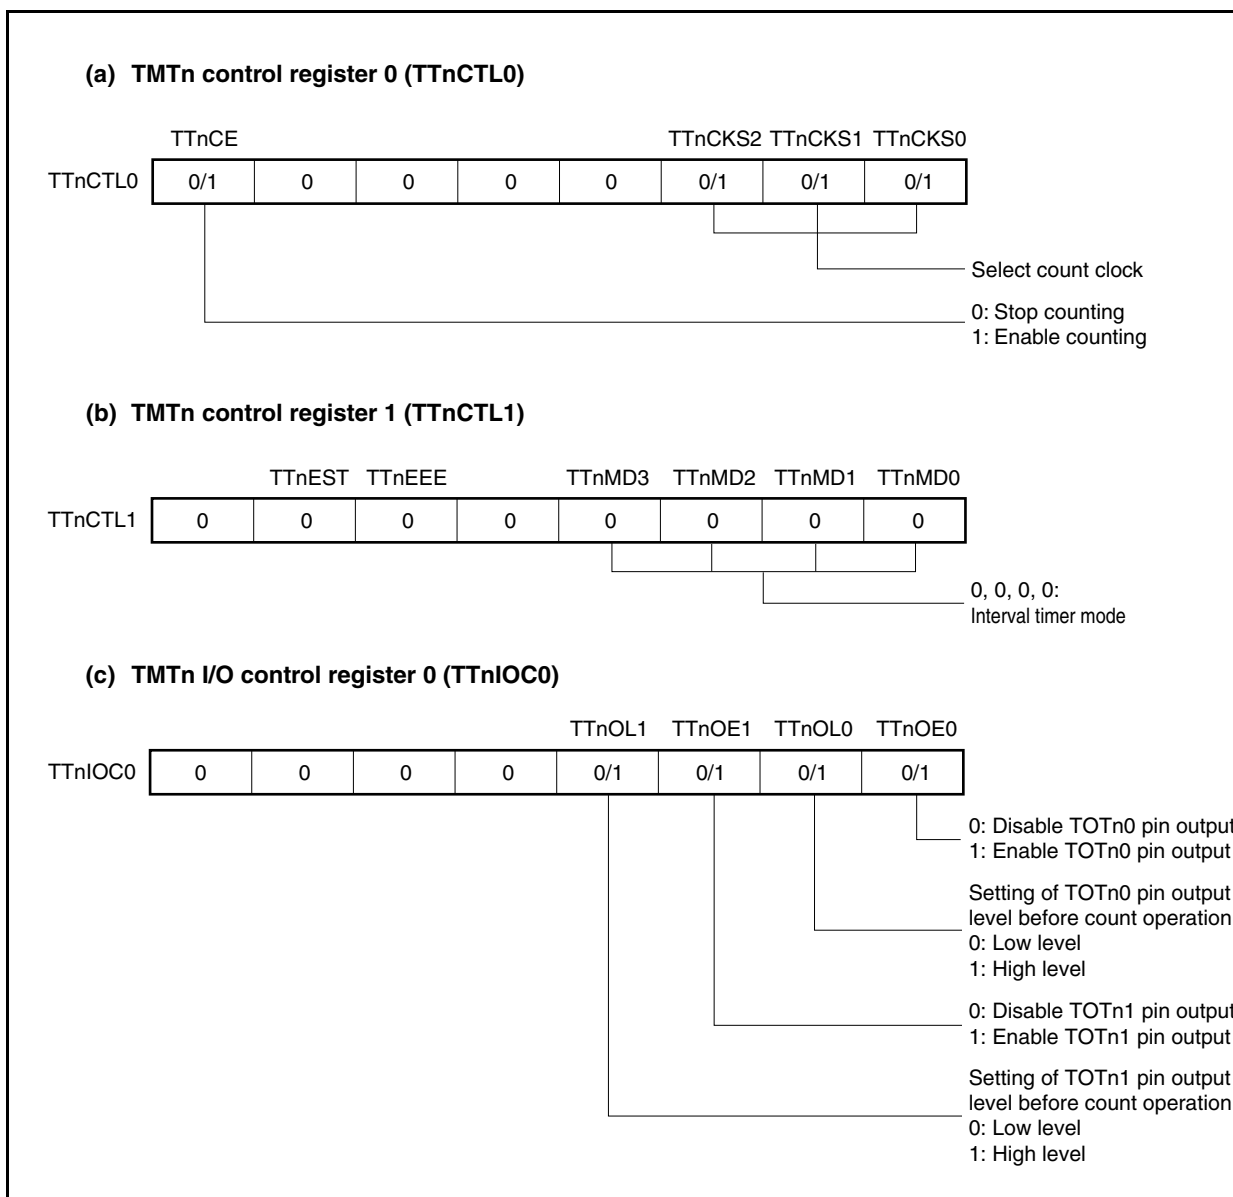 (a) TMTn control register 0 (TTnCTL0)
TTnCE TTnCKS2 TTnCKS1 TTnCKS0
TTnCTL0 0/1 0 0 0 0 0/1 0/1 0/1
Select count clock
0: Stop counting
1: Enable counting
(b) TMTn control register 1 (TTnCTL1)
TTnEST TTnEEE TTnMD3 TTnMD2 TTnMD1 TTnMD0
TTnCTL1 0 0 0 0 0 0 0 0
0, 0, 0, 0:
Interval timer mode
(c) TMTn I/O control register 0 (TTnIOC0)
TTnOL1 TTnOE1 TTnOL0 TTnOE0
TTnIOC0 0 0 0 0 0/1 0/1 0/1 0/1
0: Disable TOTn0 pin output
1: Enable TOTn0 pin output
Setting of TOTn0 pin output
level before count operation
0: Low level
1: High level
0: Disable TOTn1 pin output
1: Enable TOTn1 pin output
Setting of TOTn1 pin output
level before count operation
0: Low level
1: High level